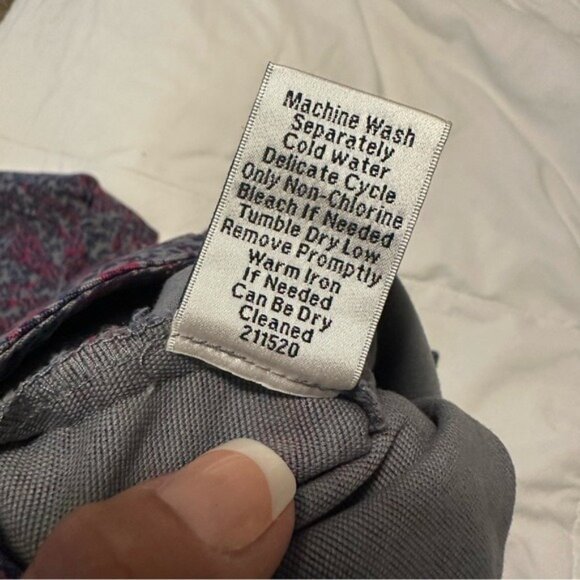 Machine Wash
Separately
Cold Water
Delicate Cycle
Only Non-Chlorine
Bleach If Needed
Tumble Dry Low
Remove Promptly
Warm Iron
If Needed
Can Be Dry
Cleaned
211520